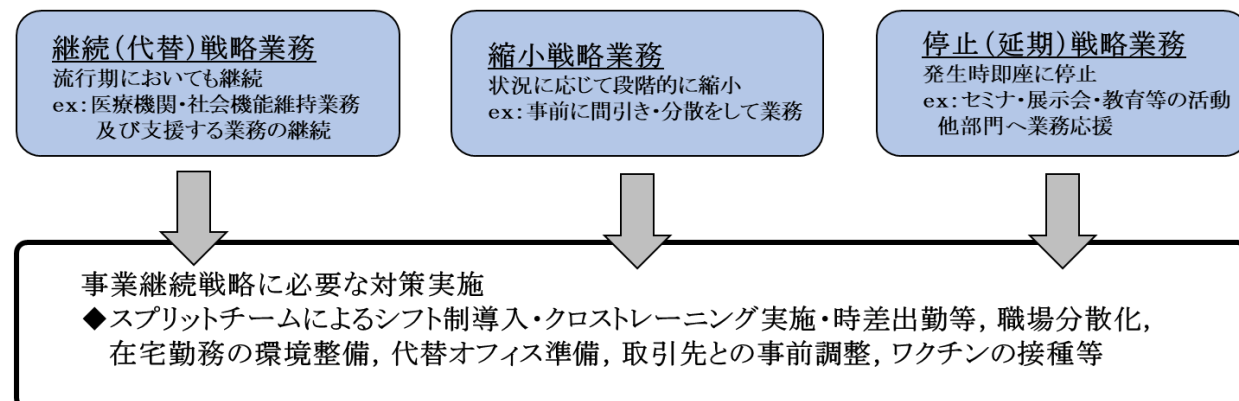 継続(代替)戦略業務
流行期においても継続
ex:医療機関・社会機能維持業務
及び支援する業務の継続
縮小戦略業務
状況に応じて段階的に縮小
ex:事前に間引き・分散をして業務
停止(延期)戦略業務
発生時即座に停止
ex:セミナ・展示会・教育等の活動
他部門へ業務応援
事業継続戦略に必要な対策実施
◆スプリットチームによるシフト制導入・クロストレーニング実施・時差出勤等, 職場分散化,
在宅勤務の環境整備, 代替オフィス準備, 取引先との事前調整, ワクチンの接種等